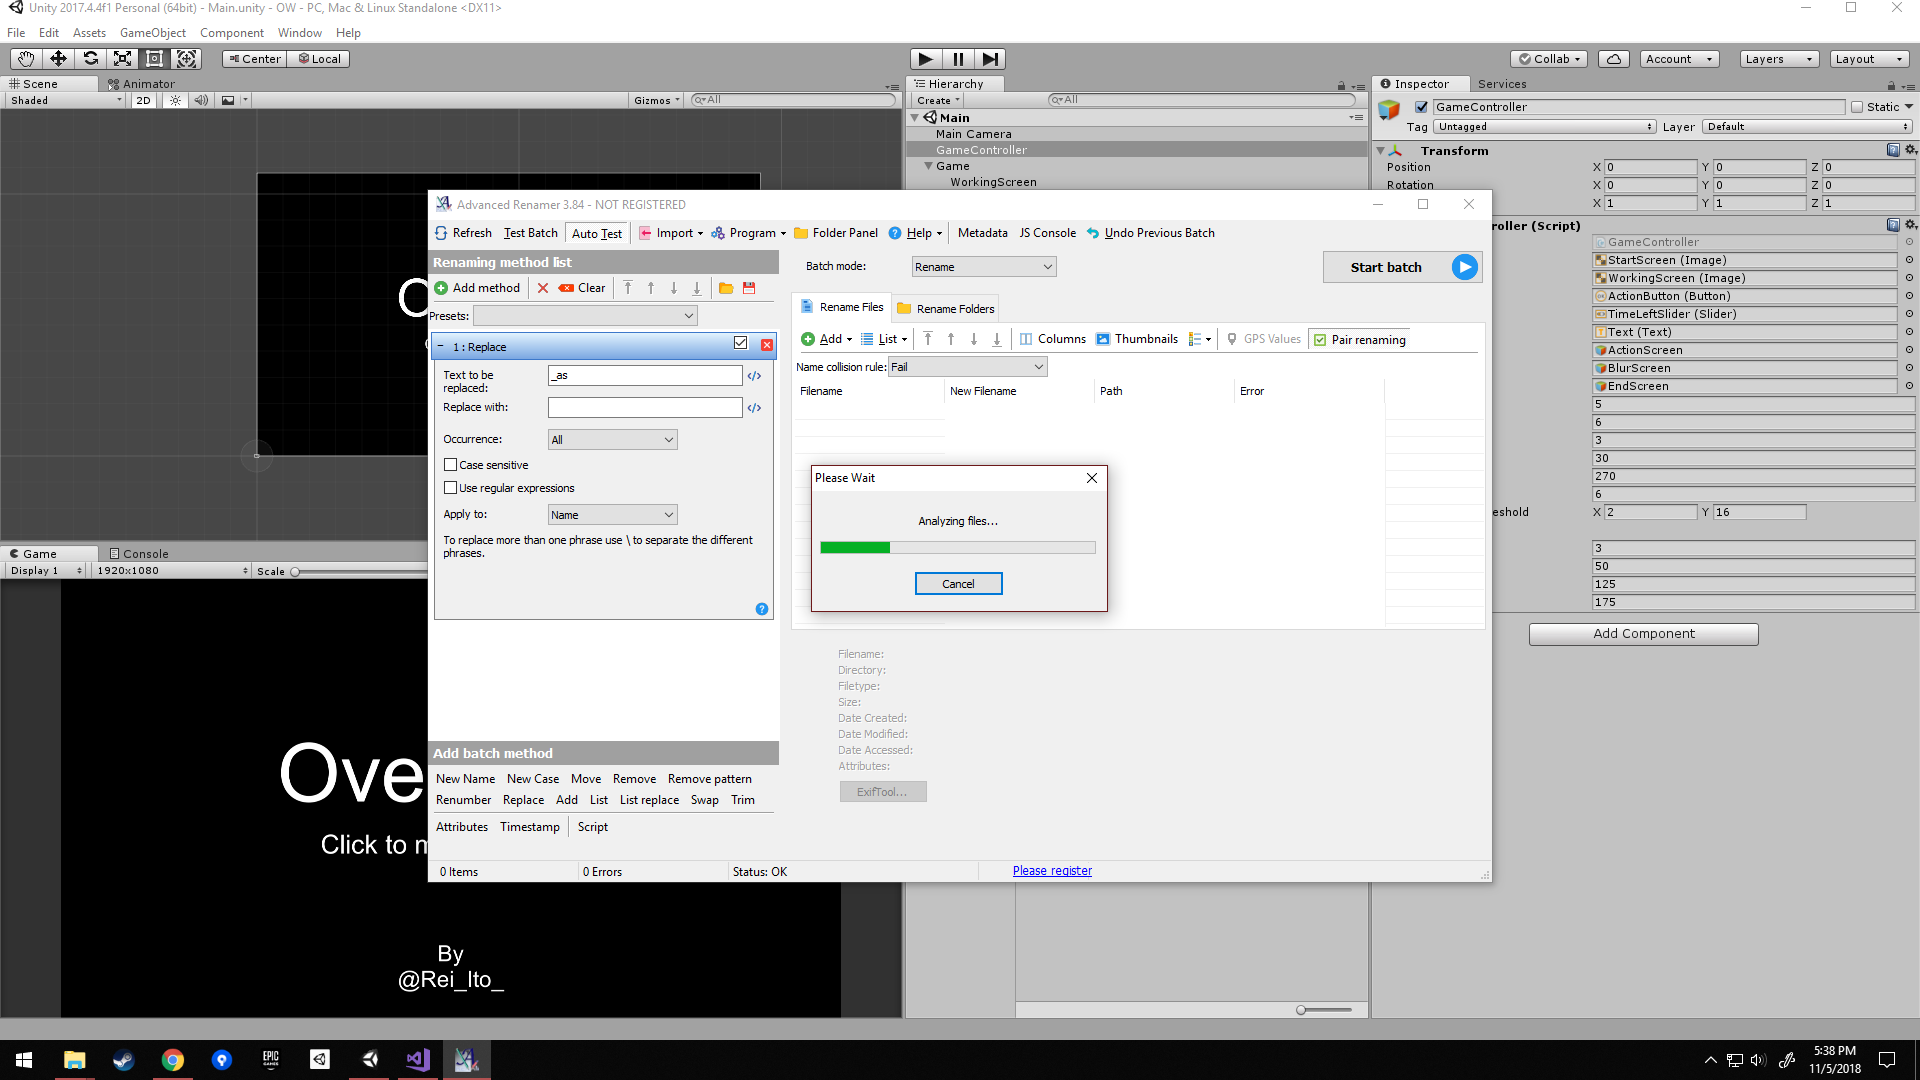 Unity 2017.4.4f1 Personal (64bit) - Main.unity - OW - PC, Mac & Linux Standalone <DX11>
File Edit Assets GameObject Component Window Help
Center Local Collab Account Layers Layout
Scene Animator Hierarchy Inspector Services
Shaded 2D Gizmos All Create All
GameController Static
Tag Untagged Layer Default
Main
Main Camera
GameController
Game
WorkingScreen
Transform
Position X 0 Y 0 Z 0
Rotation X 0 Y 0 Z 0
X 1 Y 1 Z 1
roller (Script)
GameController
StartScreen (Image)
WorkingScreen (Image)
ActionButton (Button)
TimeLeftSlider (Slider)
Text (Text)
ActionScreen
BlurScreen
EndScreen
5
6
3
30
270
6
eshold X 2 Y 16
3
50
125
175
Add Component
Advanced Renamer 3.84 - NOT REGISTERED
Refresh Test Batch Auto Test Import Program Folder Panel Help Metadata JS Console Undo Previous Batch
Renaming method list
Add method Clear
Presets:
1 : Replace
Text to be replaced: _as
Replace with:
Occurrence: All
Case sensitive
Use regular expressions
Apply to: Name
To replace more than one phrase use \ to separate the different
phrases.
Batch mode: Rename
Start batch
Rename Files Rename Folders
Add List Columns Thumbnails GPS Values Pair renaming
Name collision rule: Fail
Filename New Filename Path Error
Please Wait
Analyzing files...
Cancel
Filename:
Directory:
Filetype:
Size:
Date Created:
Date Modified:
Date Accessed:
Attributes:
ExifTool...
Add batch method
New Name New Case Move Remove Remove pattern
Renumber Replace Add List List replace Swap Trim
Attributes Timestamp Script
0 Items 0 Errors Status: OK Please register
Game Console
Display 1 1920x1080 Scale
Ove
Click to m
By
@Rei_Ito_
EPIC GAMES
5:38 PM
11/5/2018